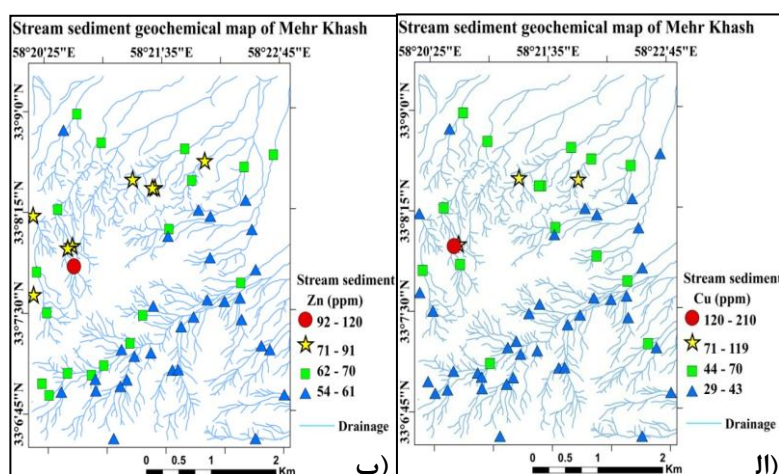 Stream sediment geochemical map of Mehr Khash
58°20'25"E 58°21'35"E 58°22'45"E
33°9'0"N
33°8'15"N
33°7'30"N
33°6'45"N
Stream sediment
Zn (ppm)
92 - 120
71 - 91
62 - 70
54 - 61
Drainage
0 0.5 1 2
Km
ب)
Stream sediment geochemical map of Mehr Khash
58°20'25"E 58°21'35"E 58°22'45"E
33°9'0"N
33°8'15"N
33°7'30"N
33°6'45"N
Stream sediment
Cu (ppm)
120 - 210
71 - 119
44 - 70
29 - 43
Drainage
0 0.5 1 2
Km